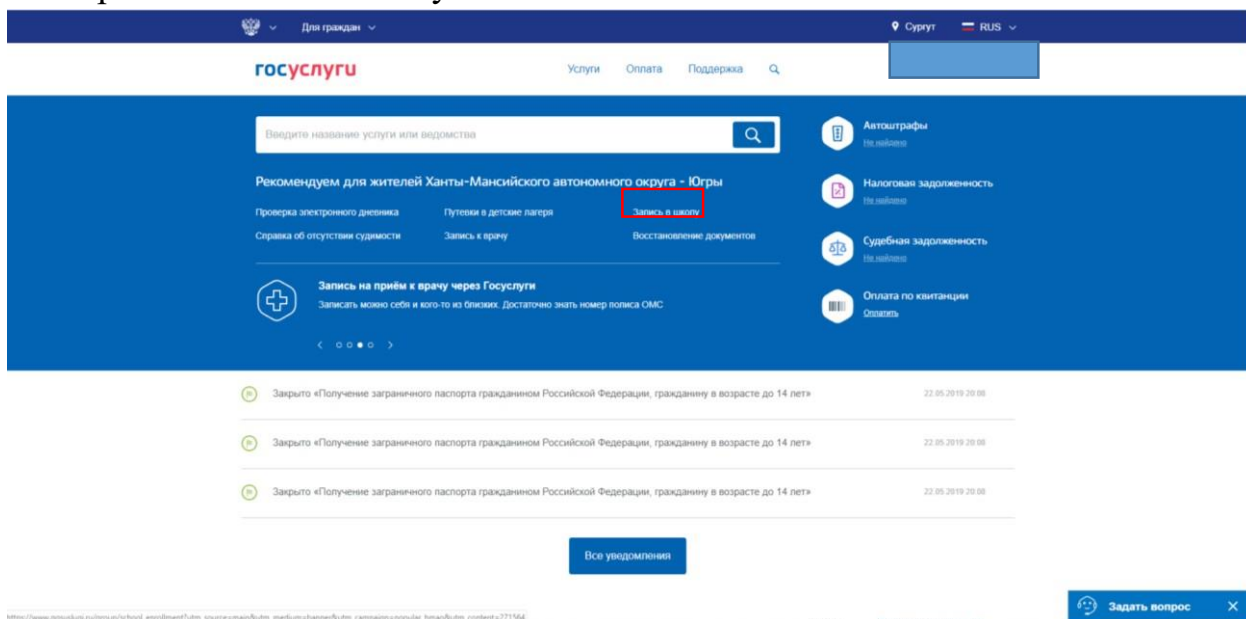 Для граждан
Сургут
RUS
госуслуги
Услуги Оплата Поддержка
Введите название услуги или ведомства
Рекомендуем для жителей Ханты-Мансийского автономного округа - Югры
Проверка электронного дневника
Путевки в детские лагеря
Запись в школу
Справка об отсутствии судимости
Запись к врачу
Восстановление документов
Запись на приём к врачу через Госуслуги
Записать можно себя и кого-то из близких. Достаточно знать номер полиса ОМС
Автоштрафы
Не найдено
Налоговая задолженность
Не найдено
Судебная задолженность
Не найдено
Оплата по квитанции
Оплатить
Закрыто «Получение заграничного паспорта гражданином Российской Федерации, гражданину в возрасте до 14 лет» 22.05.2019 20:08
Закрыто «Получение заграничного паспорта гражданином Российской Федерации, гражданину в возрасте до 14 лет» 22.05.2019 20:08
Закрыто «Получение заграничного паспорта гражданином Российской Федерации, гражданину в возрасте до 14 лет» 22.05.2019 20:08
Все уведомления
Задать вопрос